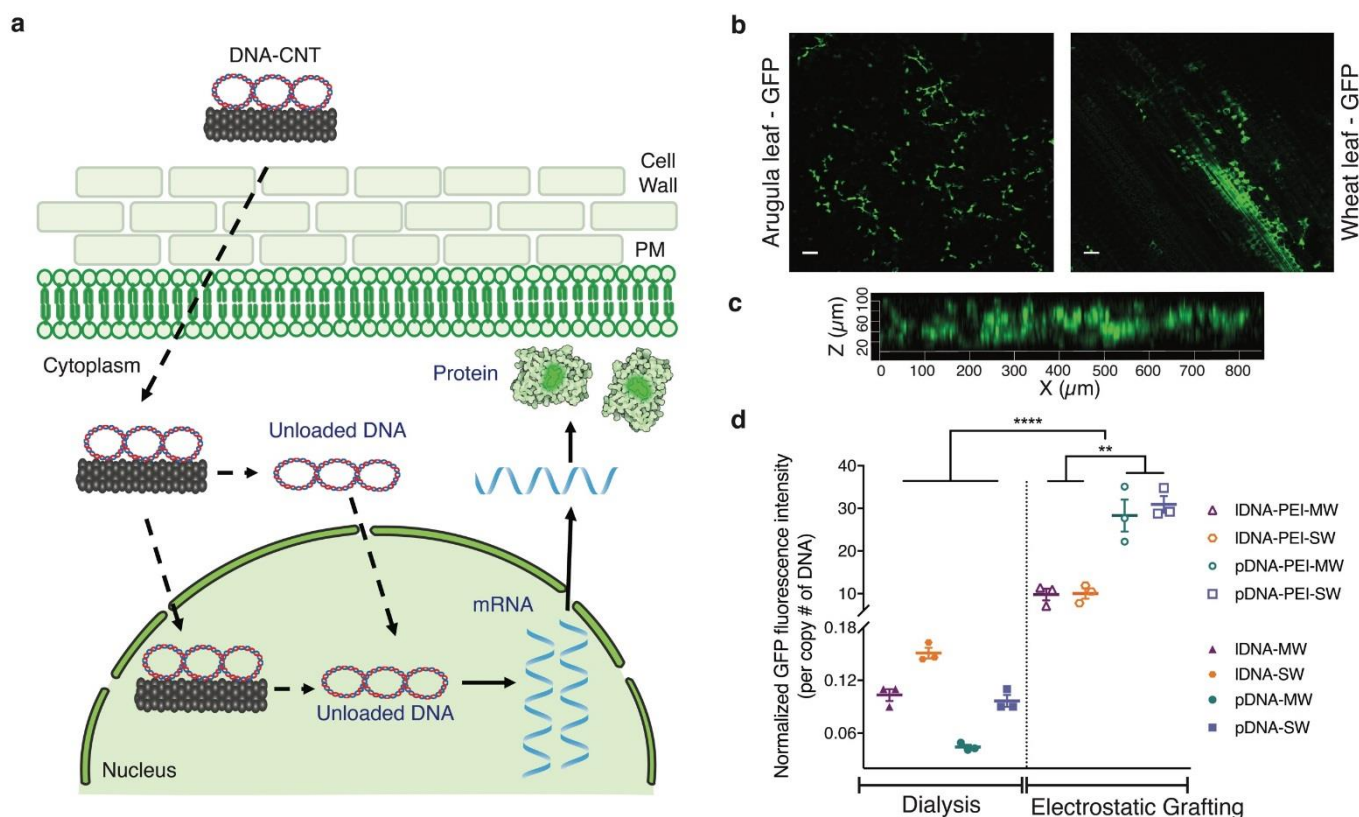 a
DNA-CNT
Cell
Wall
PM
Cytoplasm
Protein
Unloaded DNA
mRNA
Unloaded DNA
Nucleus
b
Arugula leaf - GFP
Wheat leaf - GFP
c
Z (µm)
100
60
20
0 100 200 300 400 500 600 700 800
X (µm)
d
****
**
Normalized GFP fluorescence intensity
(per copy # of DNA)
40
30
20
10
0.18
0.12
0.06
Dialysis
Electrostatic Grafting
lDNA-PEI-MW
lDNA-PEI-SW
pDNA-PEI-MW
pDNA-PEI-SW
lDNA-MW
lDNA-SW
pDNA-MW
pDNA-SW